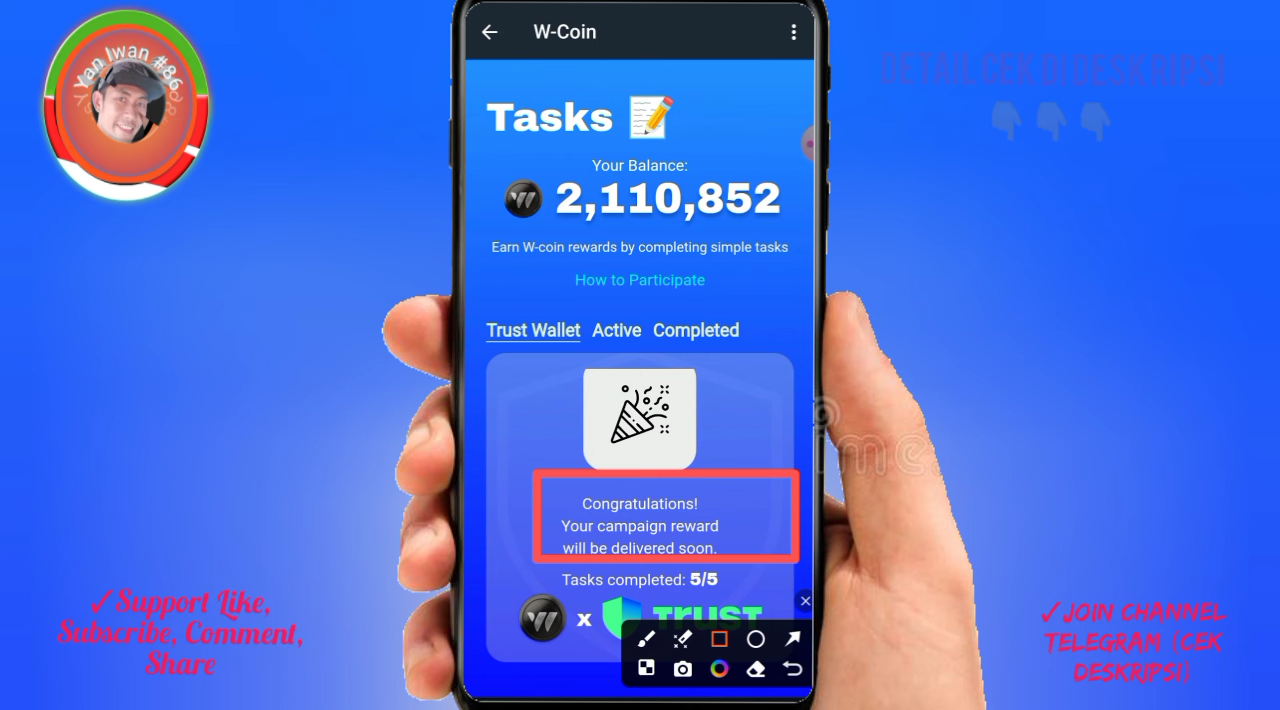 Yan Iwan #86
DETAIL CEK DI DESKRIPSI
W-Coin
Tasks
Your Balance:
2,110,852
Earn W-coin rewards by completing simple tasks
How to Participate
Trust Wallet Active Completed
Congratulations!
Your campaign reward
will be delivered soon.
Tasks completed: 5/5
x TRUST
✓Support Like,
Subscribe, Comment,
Share
✓JOIN CHANNEL
TELEGRAM (CEK
DESKRIPSI)